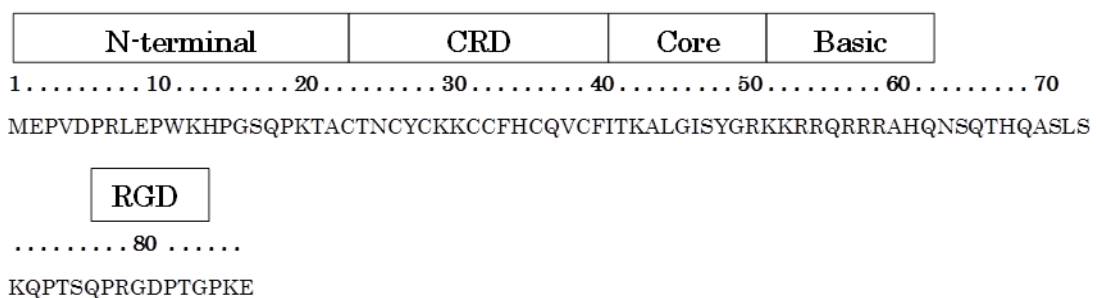 N-terminal CRD Core Basic
1.........10.........20.........30.........40.........50.........60.........70
MEPVDPRLEPWKHPGSQPKTACTNCYCKKCCFHCQVCFITKALGISYGRKKRRQRRRAHQNSQTHQASLS
RGD
.........80......
KQPTSQPRGDPTGPKE